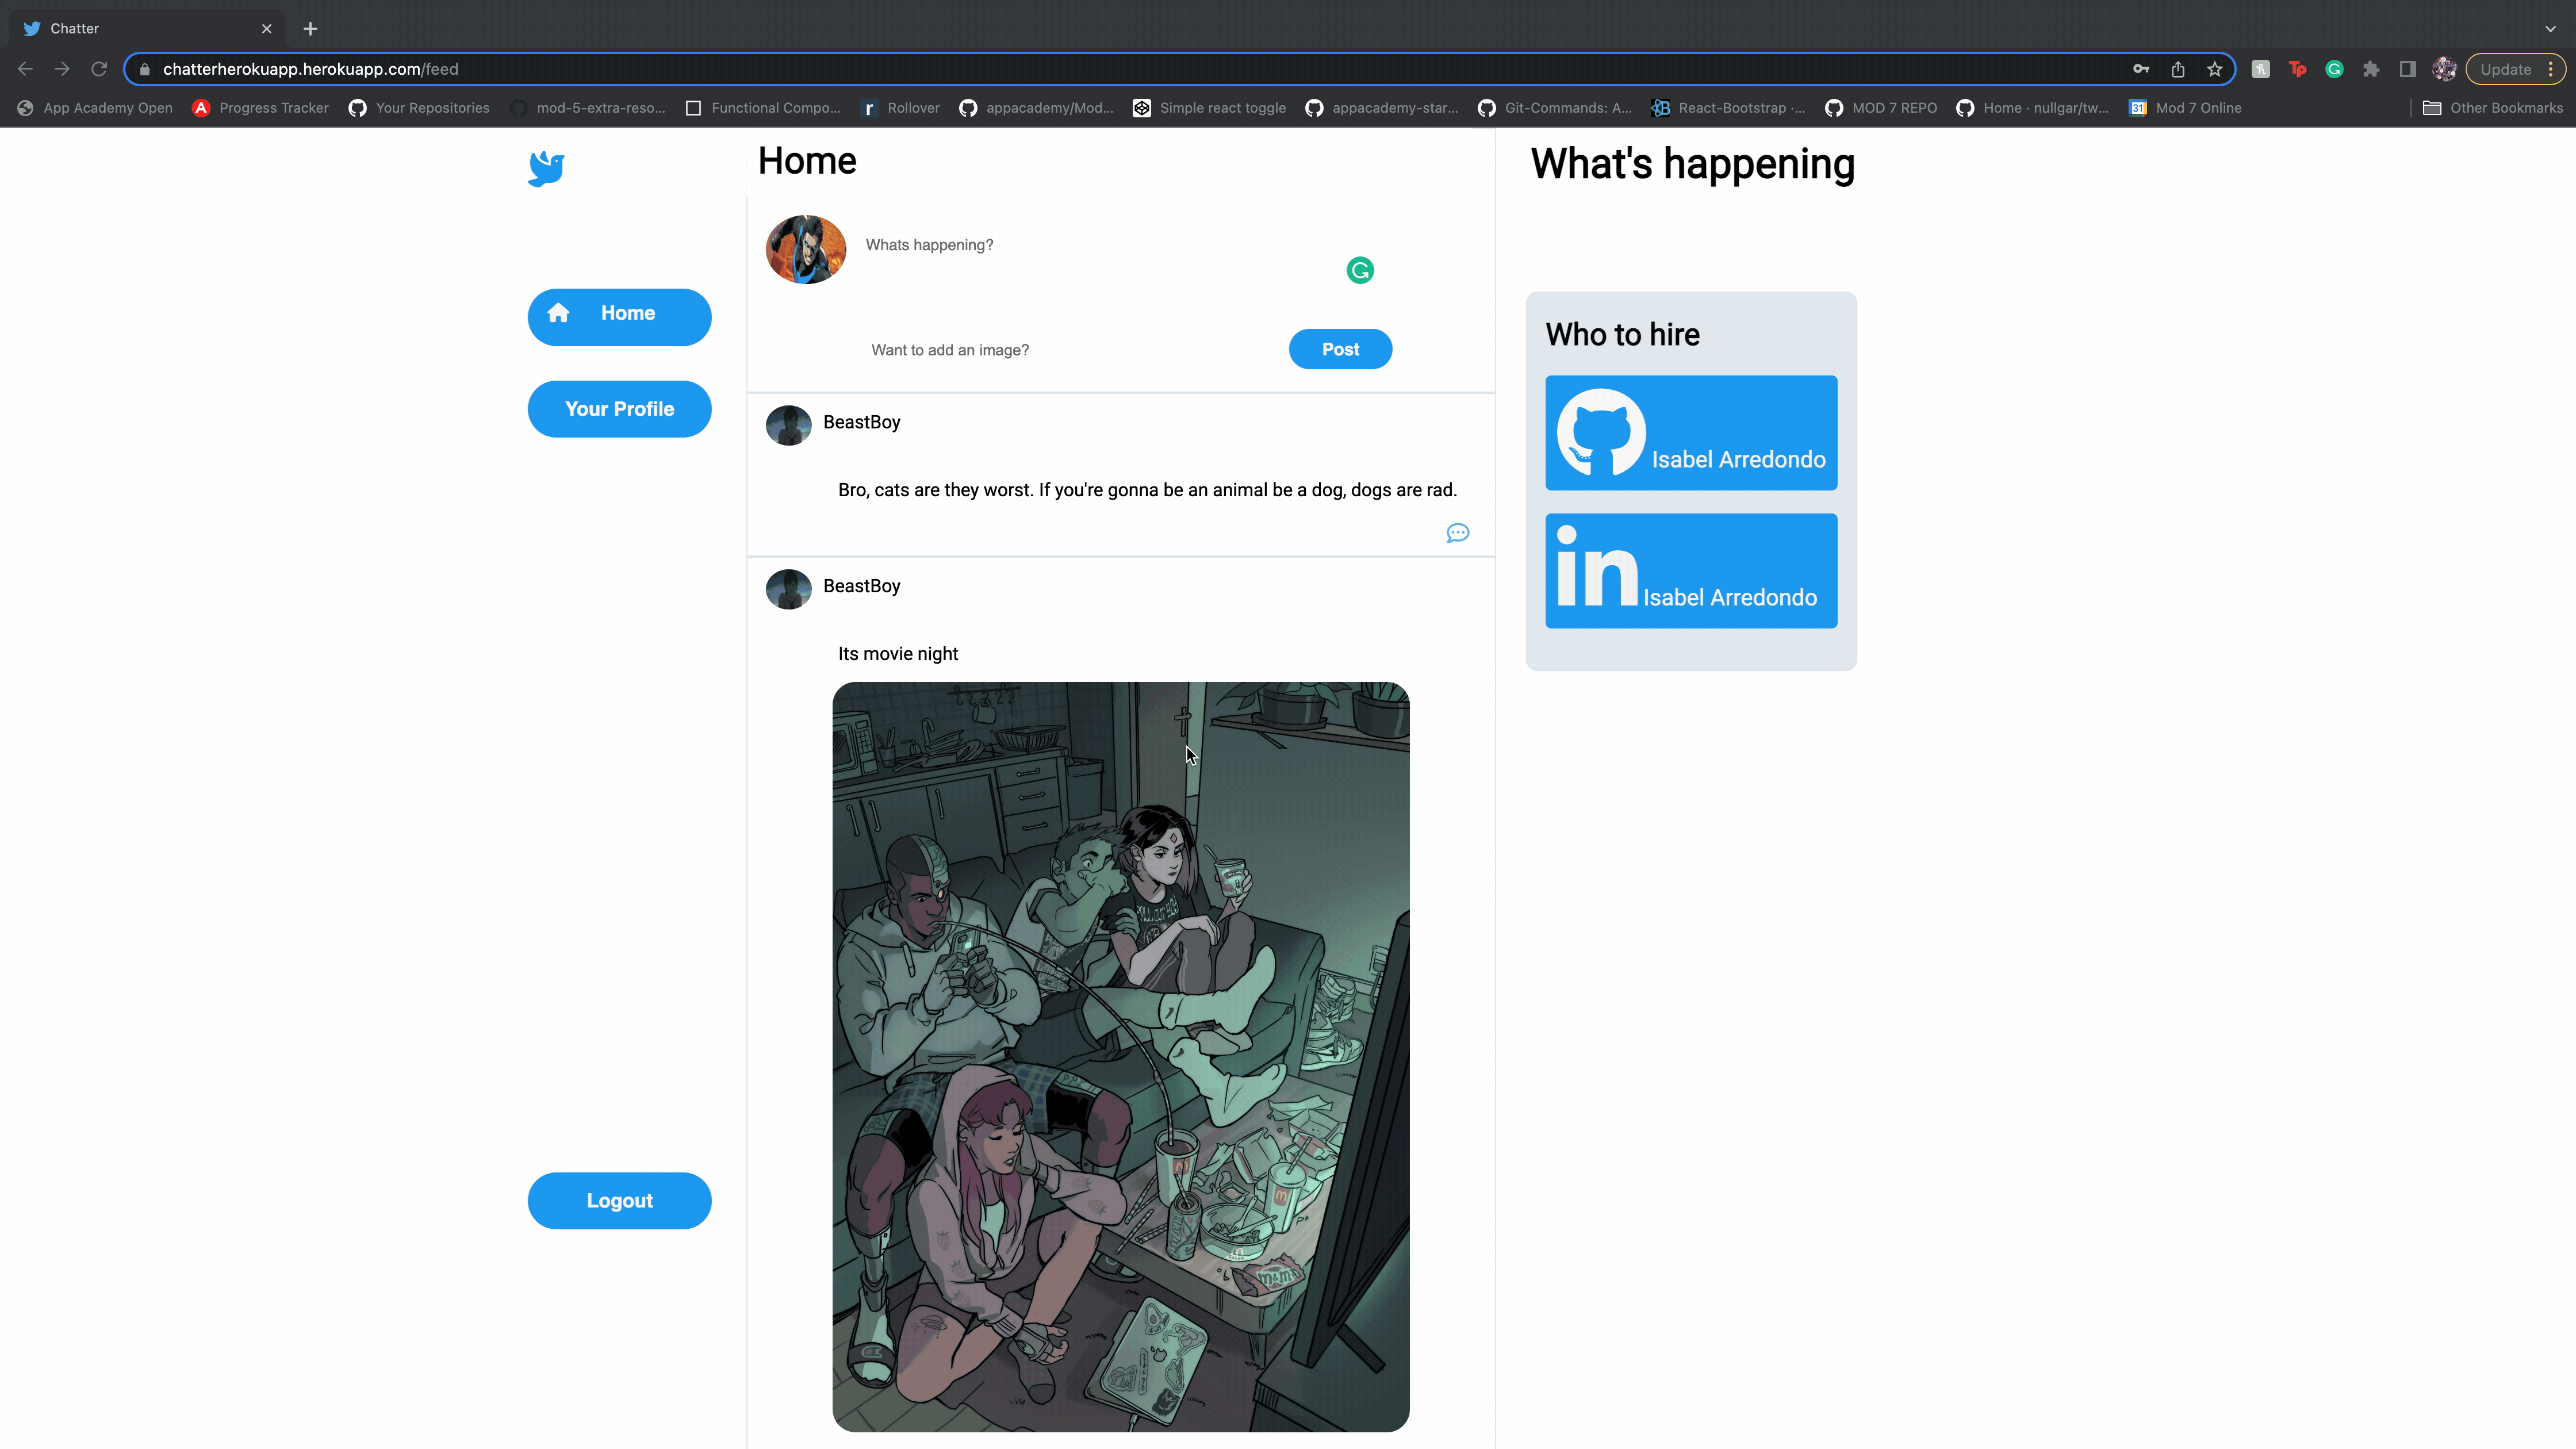 Chatter
chatterherokuapp.herokuapp.com/feed
Update
App Academy Open
Progress Tracker
Your Repositories
mod-5-extra-reso...
Functional Compo...
Rollover
appacademy/Mod...
Simple react toggle
appacademy-star...
Git-Commands: A...
React-Bootstrap ·...
MOD 7 REPO
Home · nullgar/tw...
Mod 7 Online
Other Bookmarks
Home
What's happening
Whats happening?
Home
Want to add an image?
Post
Your Profile
Who to hire
Isabel Arredondo
in Isabel Arredondo
BeastBoy
Bro, cats are they worst. If you're gonna be an animal be a dog, dogs are rad.
BeastBoy
Its movie night
m&m's
Logout